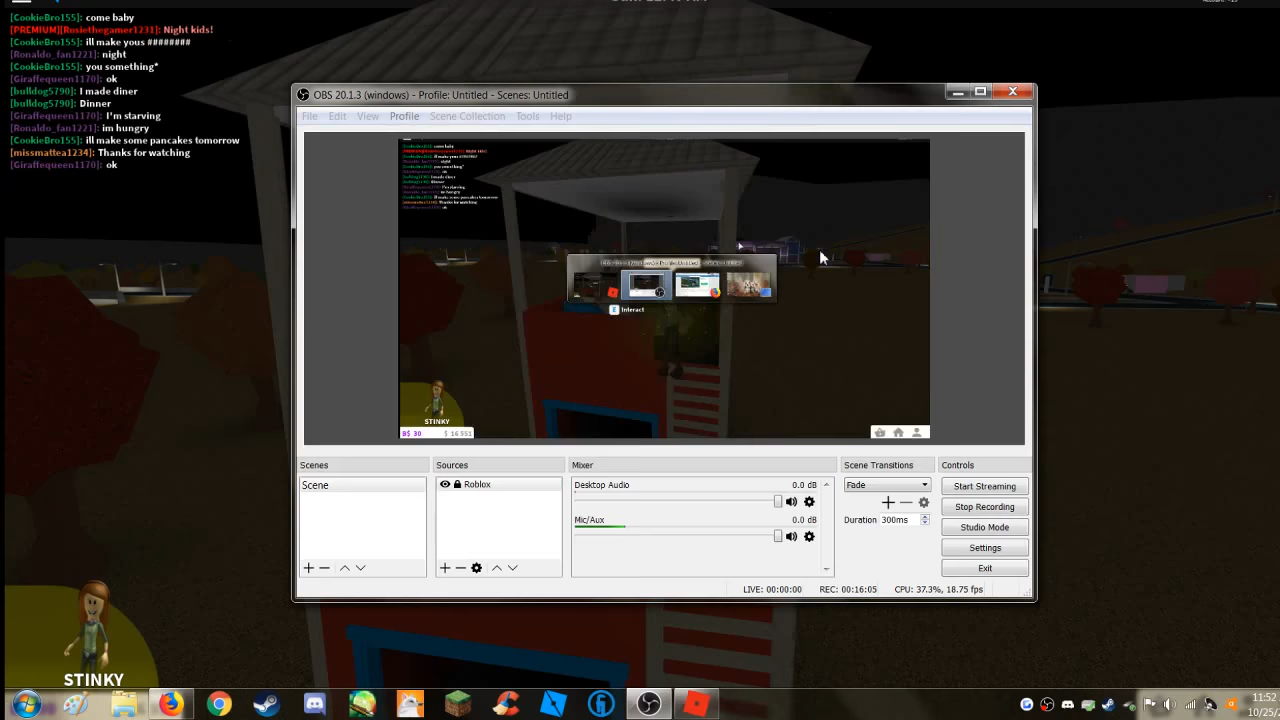 [CookieBro155]: come baby
[PREMIUM][Rosiethegamer1231]: Night kids!
[CookieBro155]: ill make yous ########
[Ronaldo_fan1221]: night
[CookieBro155]: you something*
[Giraffequeen1170]: ok
[bulldog5790]: I made diner
[bulldog5790]: Dinner
[Giraffequeen1170]: I'm starving
[Ronaldo_fan1221]: im hungry
[CookieBro155]: ill make some pancakes tomorrow
[missmattea1234]: Thanks for watching
[Giraffequeen1170]: ok
OBS 20.1.3 (windows) - Profile: Untitled - Scenes: Untitled
File Edit View Profile Scene Collection Tools Help
E Interact
STINKY
B$ 30 $ 16 551
Scenes Sources Mixer Scene Transitions Controls
Scene
Roblox
Desktop Audio 0.0 dB
Mic/Aux 0.0 dB
Fade
Duration 300ms
Start Streaming
Stop Recording
Studio Mode
Settings
Exit
LIVE: 00:00:00 REC: 00:16:05 CPU: 37.3%, 18.75 fps
STINKY
11:52
10/25/2